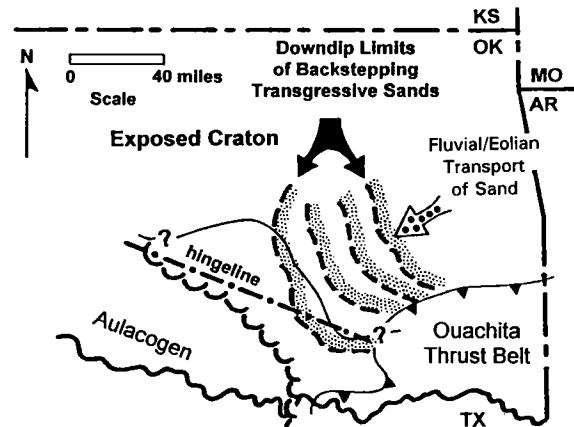 KS
OK
N
0 40 miles
Scale
Downdip Limits
of Backstepping
Transgressive Sands
MO
AR
Exposed Craton
Fluvial/Eolian
Transport
of Sand
?
hingeline
?
Aulacogen
Ouachita
Thrust Belt
TX